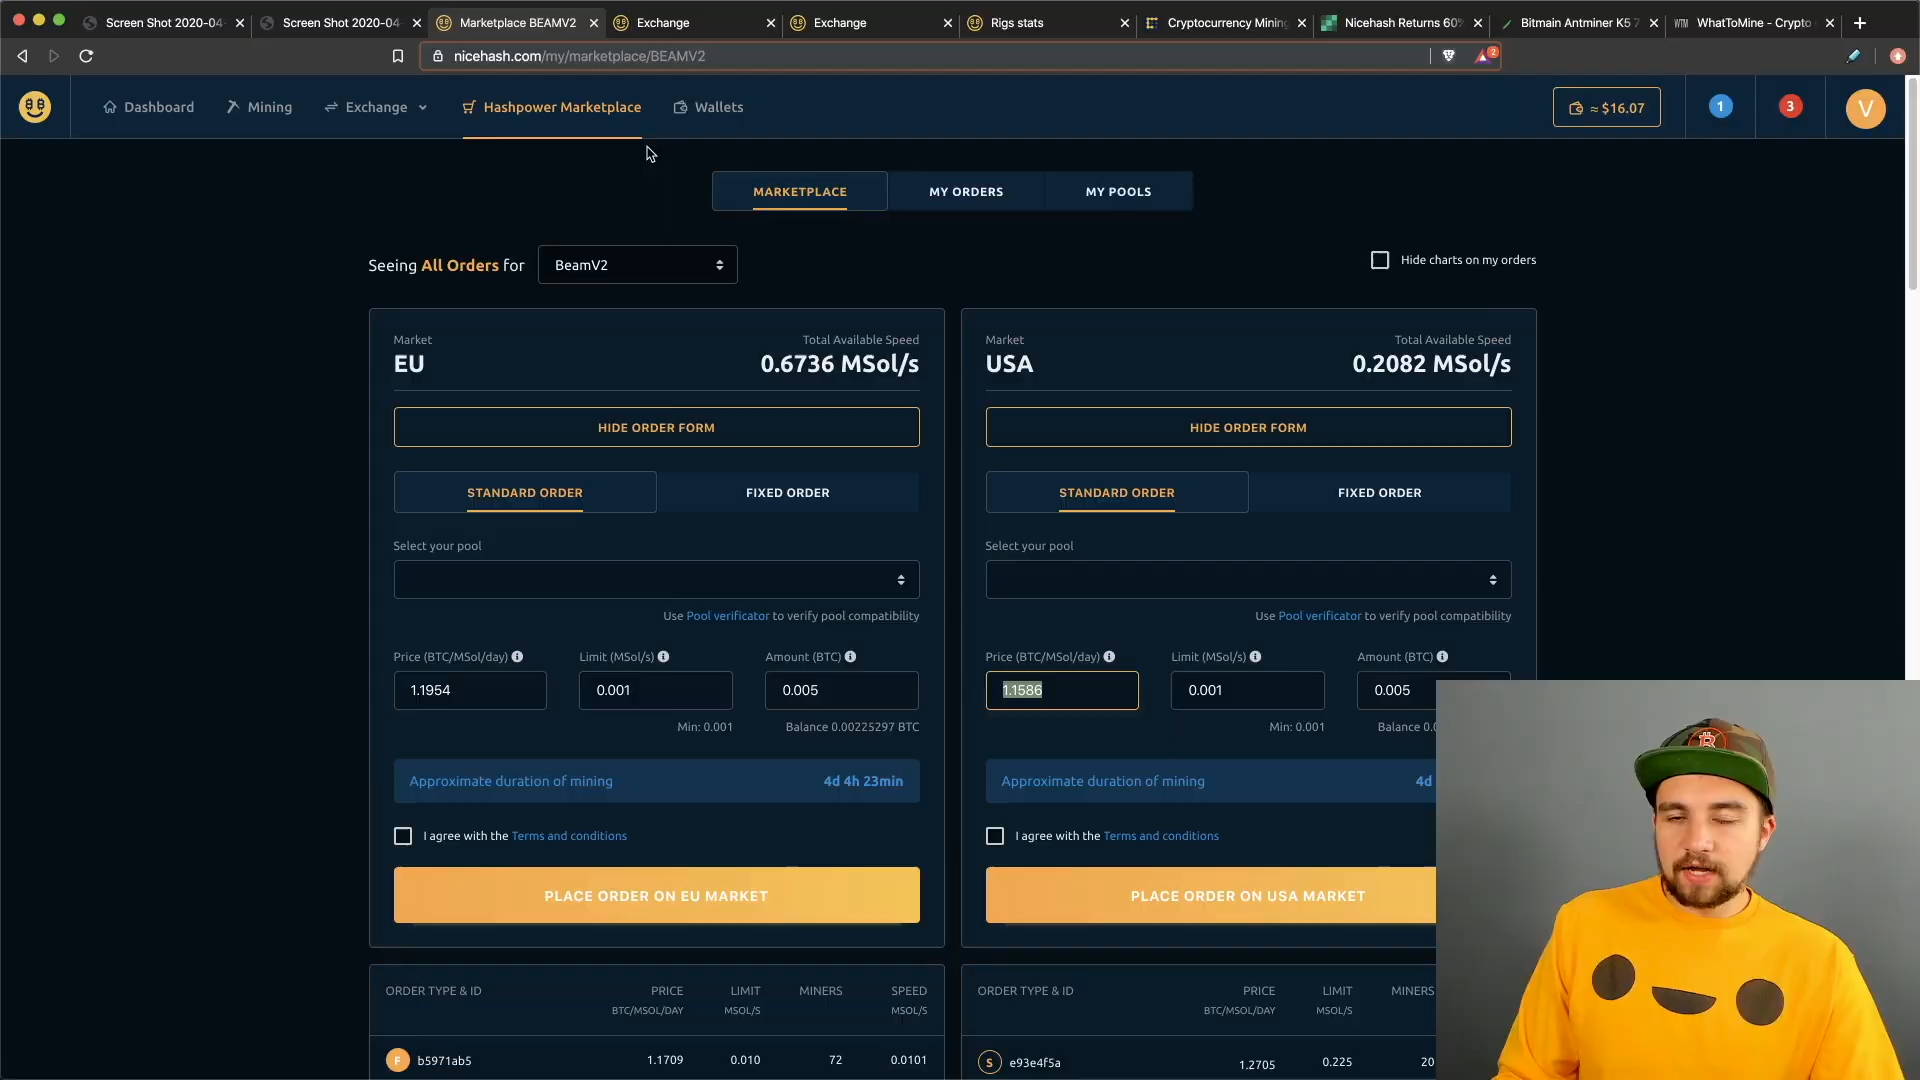 Screen Shot 2020-04-
Screen Shot 2020-04
Marketplace BEAMV2
Exchange
Exchange
Rigs stats
Cryptocurrency Mining
Nicehash Returns 60%
Bitmain Antminer K5 7
WhatToMine - Crypto
nicehash.com/my/marketplace/BEAMV2
2
Dashboard
Mining
Exchange
Hashpower Marketplace
Wallets
≈ $16.07
1
3
V
MARKETPLACE
MY ORDERS
MY POOLS
Seeing All Orders for
BeamV2
Hide charts on my orders
Market
Total Available Speed
EU
0.6736 MSol/s
HIDE ORDER FORM
STANDARD ORDER
FIXED ORDER
Select your pool
Use Pool verificator to verify pool compatibility
Price (BTC/MSol/day)
Limit (MSol/s)
Amount (BTC)
1.1954
0.001
0.005
Min: 0.001
Balance 0.00225297 BTC
Approximate duration of mining
4d 4h 23min
I agree with the Terms and conditions
PLACE ORDER ON EU MARKET
Market
Total Available Speed
USA
0.2082 MSol/s
HIDE ORDER FORM
STANDARD ORDER
FIXED ORDER
Select your pool
Use Pool verificator to verify pool compatibility
Price (BTC/MSol/day)
Limit (MSol/s)
Amount (BTC)
1.1586
0.001
0.005
Min: 0.001
Balance 0.0
Approximate duration of mining
4d
I agree with the Terms and conditions
PLACE ORDER ON USA MARKET
ORDER TYPE & ID
PRICE
LIMIT
MINERS
SPEED
BTC/MSOL/DAY
MSOL/S
MSOL/S
F
b5971ab5
1.1709
0.010
72
0.0101
ORDER TYPE & ID
PRICE
LIMIT
MINERS
BTC/MSOL/DAY
MSOL/S
S
e93e4f5a
1.2705
0.225
20